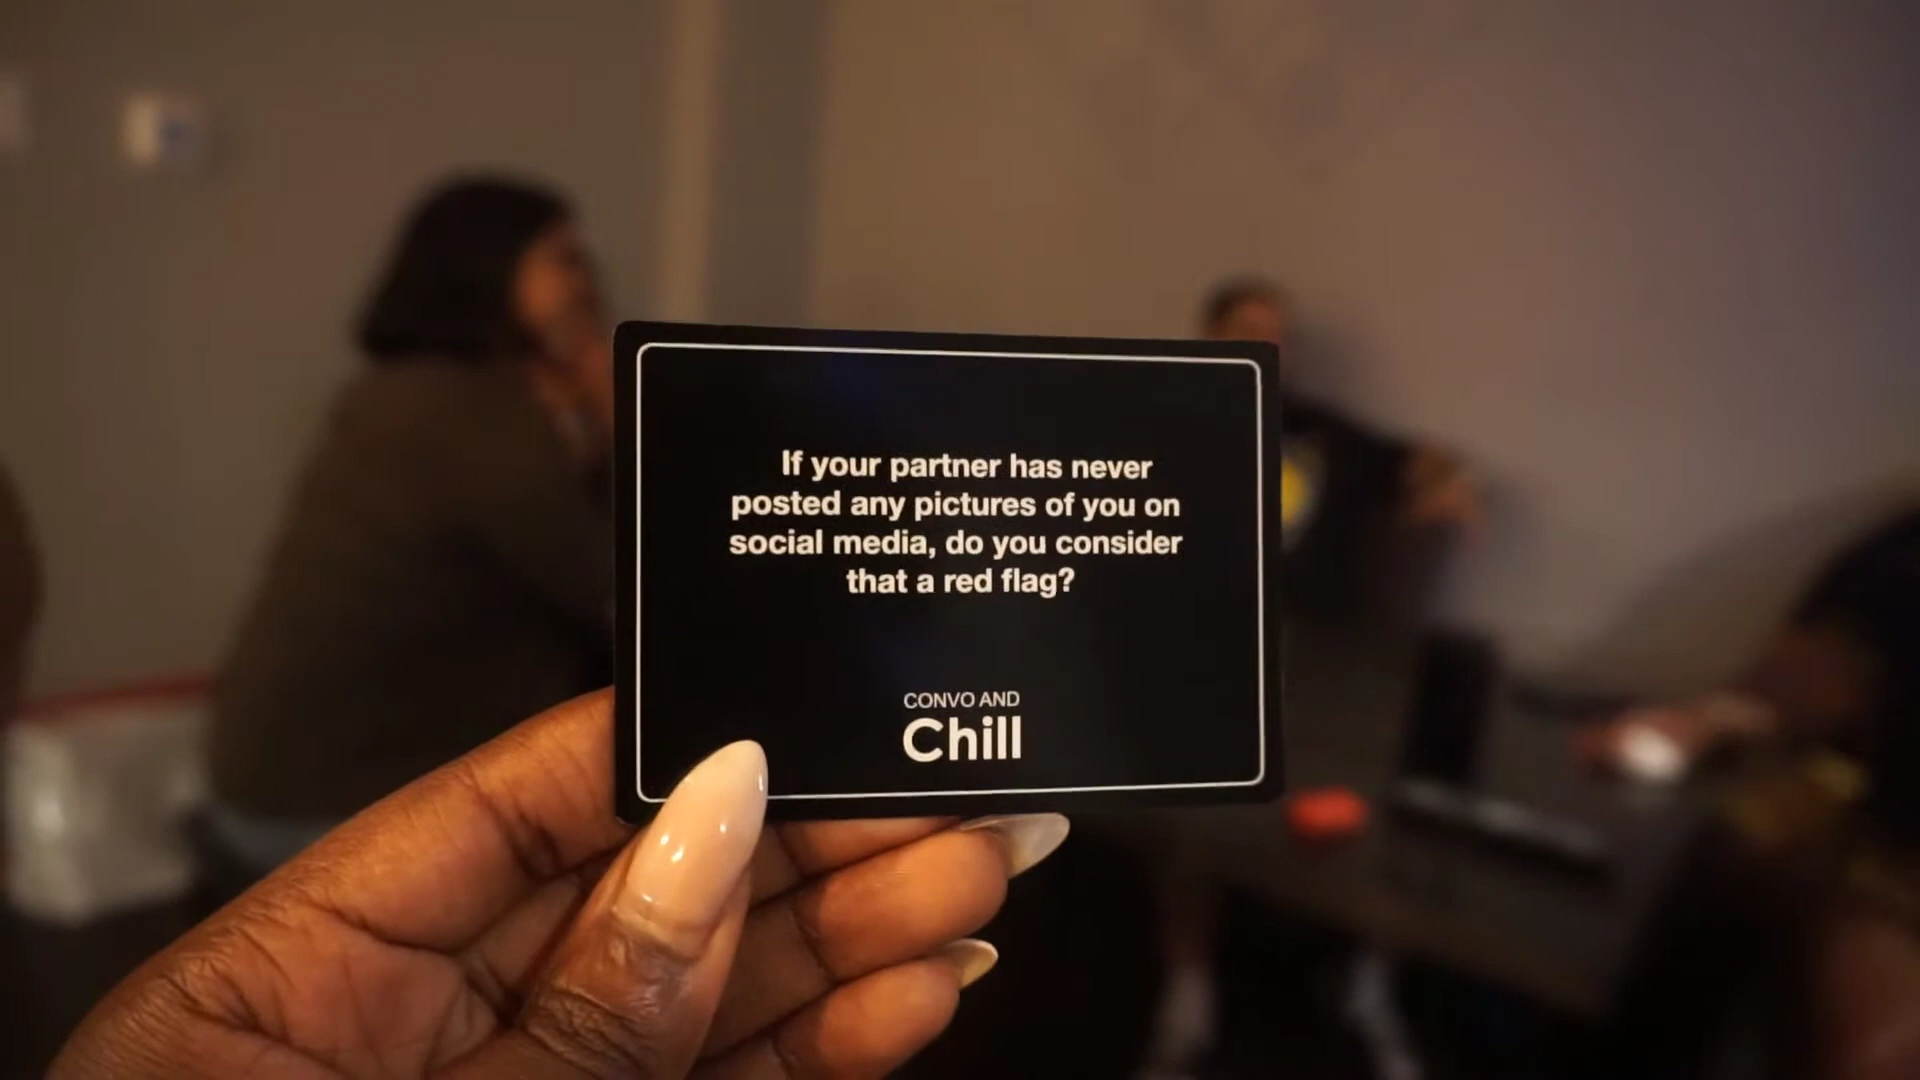 If your partner has never
posted any pictures of you on
social media, do you consider
that a red flag?
CONVO AND
Chill